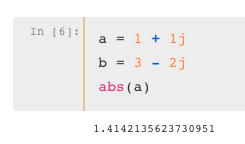 In [6]:
a = 1 + 1j
b = 3 - 2j
abs(a)
1.4142135623730951